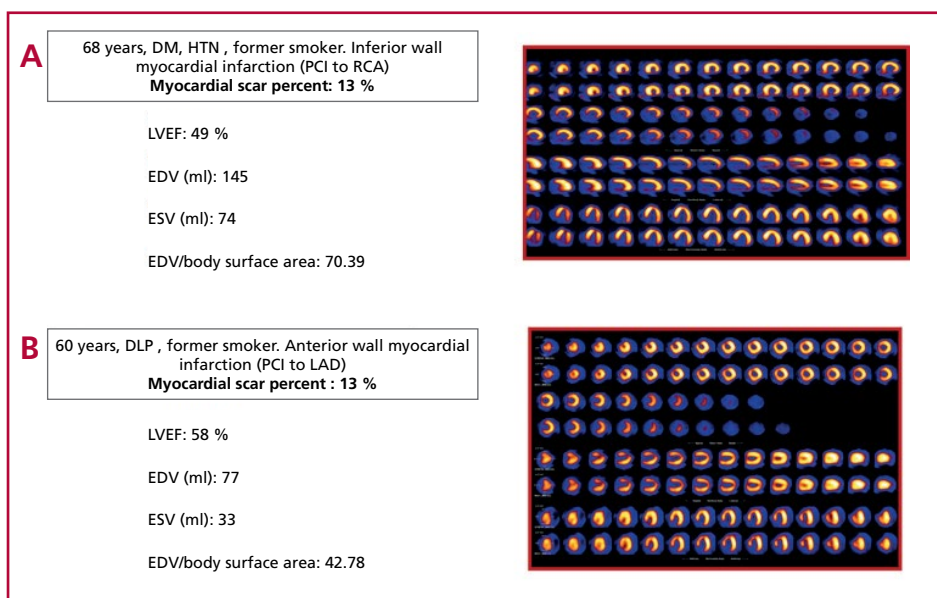 A
68 years, DM, HTN , former smoker. Inferior wall
myocardial infarction (PCI to RCA)
Myocardial scar percent: 13 %
LVEF: 49 %
EDV (ml): 145
ESV (ml): 74
EDV/body surface area: 70.39
B
60 years, DLP , former smoker. Anterior wall myocardial
infarction (PCI to LAD)
Myocardial scar percent : 13 %
LVEF: 58 %
EDV (ml): 77
ESV (ml): 33
EDV/body surface area: 42.78